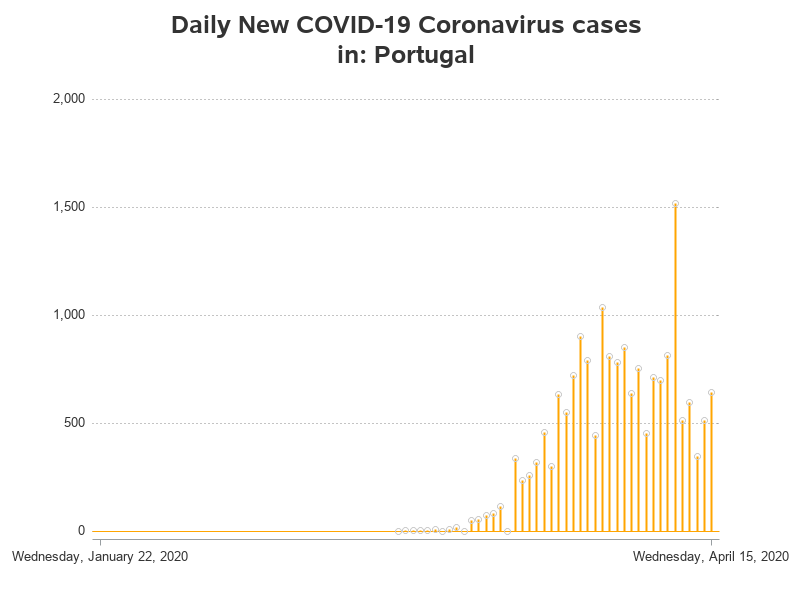 Daily New COVID-19 Coronavirus cases
in: Portugal
2,000
1,500
1,000
500
0
Wednesday, January 22, 2020
Wednesday, April 15, 2020